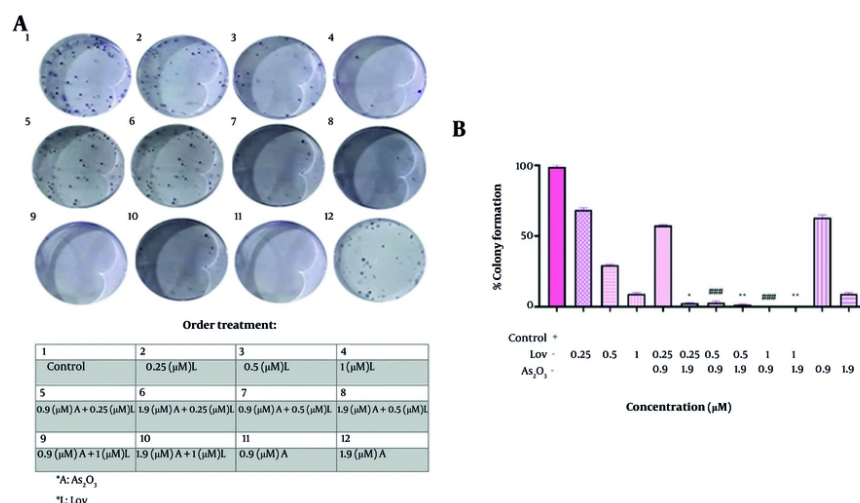 A
1 2 3 4
5 6 7 8
9 10 11 12
Order treatment:
1 2 3 4
Control 0.25 (μM)L 0.5 (μM)L 1 (μM)L
5 6 7 8
0.9 (μM) A + 0.25 (μM)L 1.9 (μM)A + 0.25 (μM)L 0.9 (μM)A + 0.5 (μM)L 1.9 (μM)A + 0.5 (μM)L
9 10 11 12
0.9 (μM) A + 1 (μM)L 1.9 (μM)A + 1 (μM)L 0.9 (μM) A 1.9 (μM) A
*A: As₂O₃
*L: Lov
B
% Colony formation
100
50
0
* ### ** ### **
Control +
Lov - 0.25 0.5 1 0.25 0.25 0.5 0.5 1 1
As₂O₃ - 0.9 1.9 0.9 1.9 0.9 1.9 0.9 1.9
Concentration (μM)